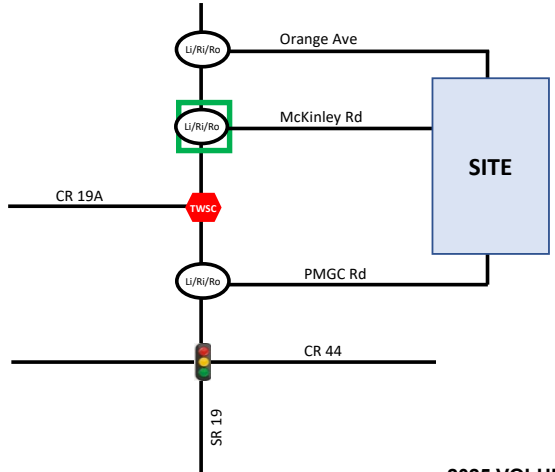 Orange Ave
Li/Ri/Ro
McKinley Rd
Li/Ri/Ro
SITE
CR 19A
TWSC
PMGC Rd
Li/Ri/Ro
CR 44
SR 19